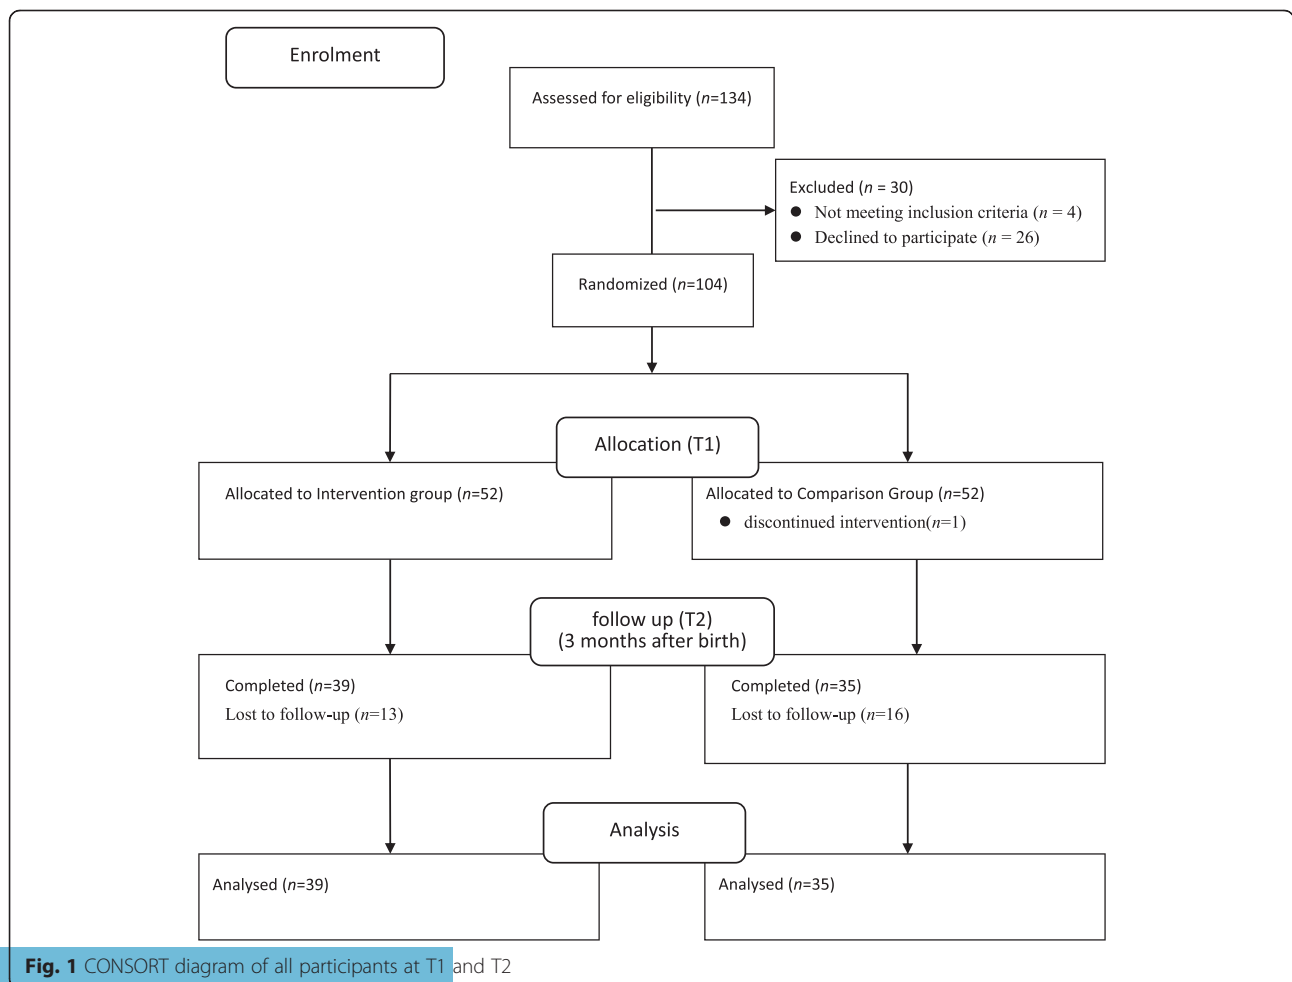 Enrolment
Assessed for eligibility (n=134)
Excluded (n = 30)
● Not meeting inclusion criteria (n = 4)
● Declined to participate (n = 26)
Randomized (n=104)
Allocation (T1)
Allocated to Intervention group (n=52)
Allocated to Comparison Group (n=52)
● discontinued intervention(n=1)
follow up (T2)
(3 months after birth)
Completed (n=39)
Lost to follow-up (n=13)
Completed (n=35)
Lost to follow-up (n=16)
Analysis
Analysed (n=39)
Analysed (n=35)
Fig. 1 CONSORT diagram of all participants at T1 and T2